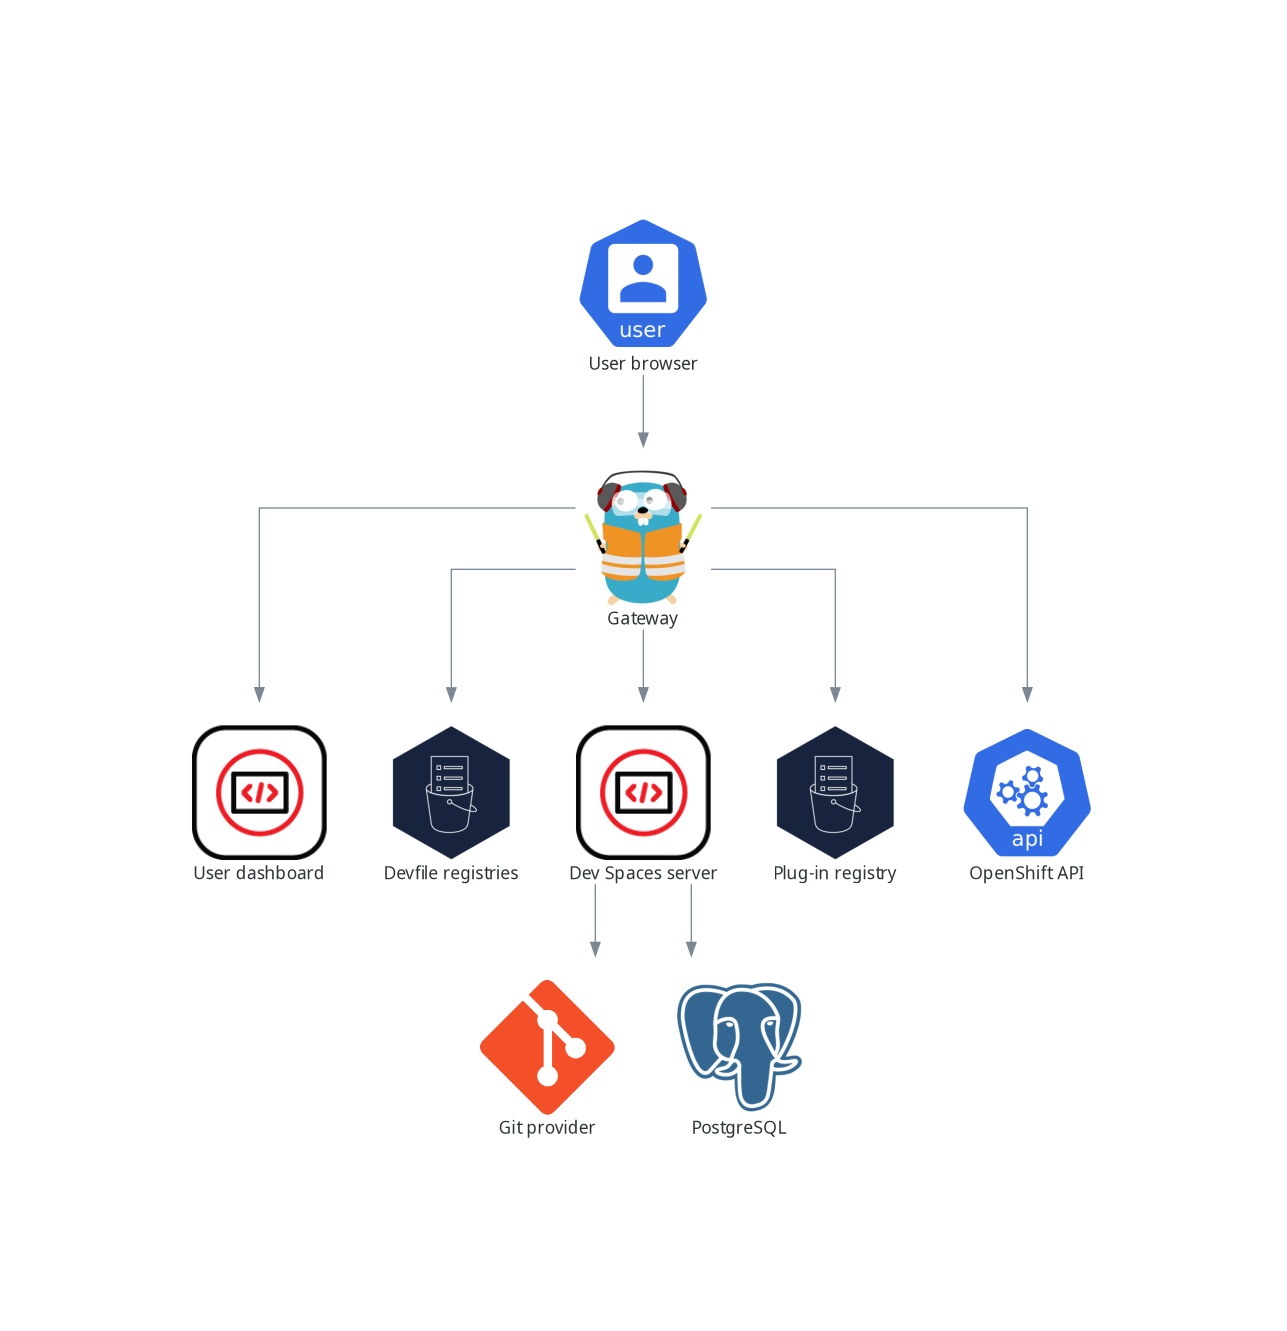 user
User browser
Gateway
User dashboard
Devfile registries
Dev Spaces server
Plug-in registry
api
OpenShift API
Git provider
PostgreSQL